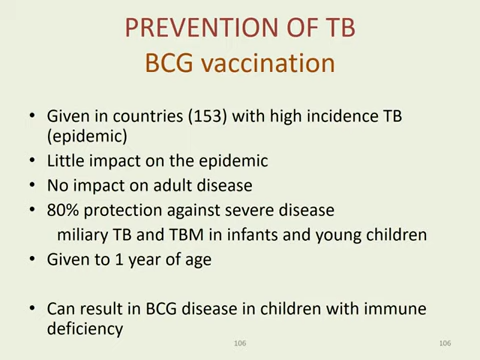 PREVENTION OF TB
BCG vaccination
• Given in countries (153) with high incidence TB
(epidemic)
• Little impact on the epidemic
• No impact on adult disease
• 80% protection against severe disease
miliary TB and TBM in infants and young children
• Given to 1 year of age
• Can result in BCG disease in children with immune
deficiency
106
106